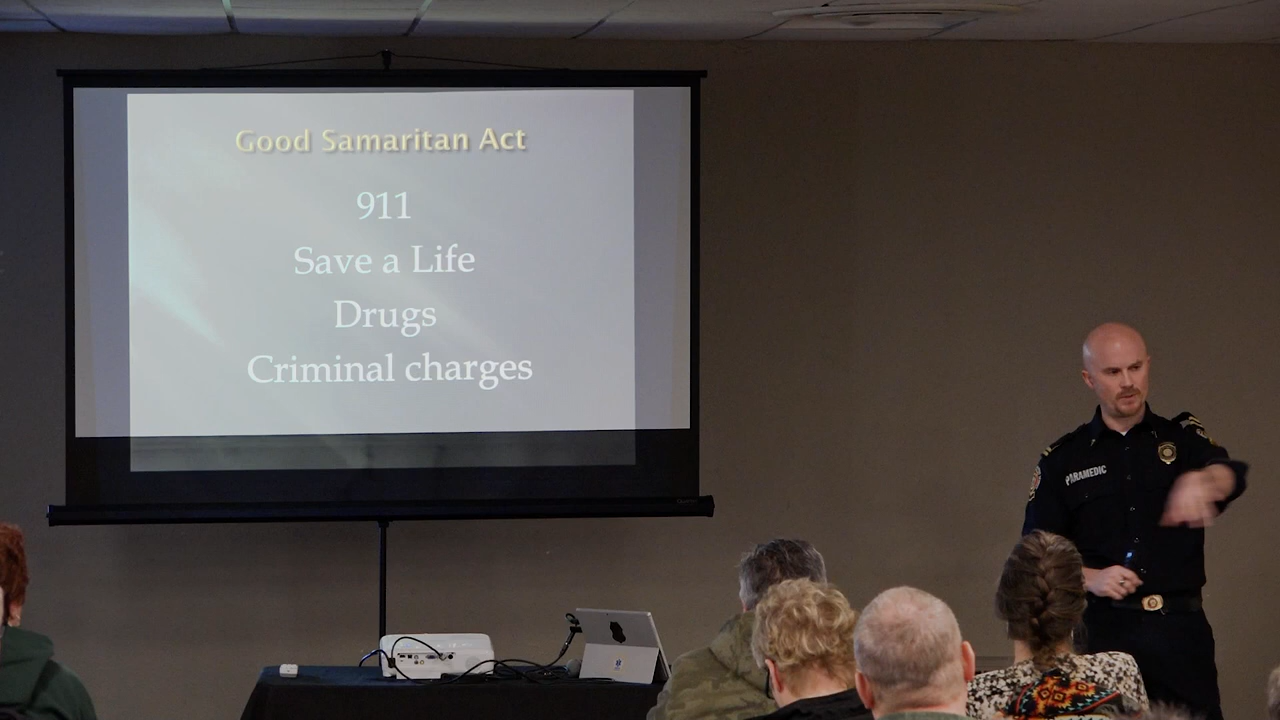 Good Samaritan Act
911
Save a Life
Drugs
Criminal charges
PARAMEDIC